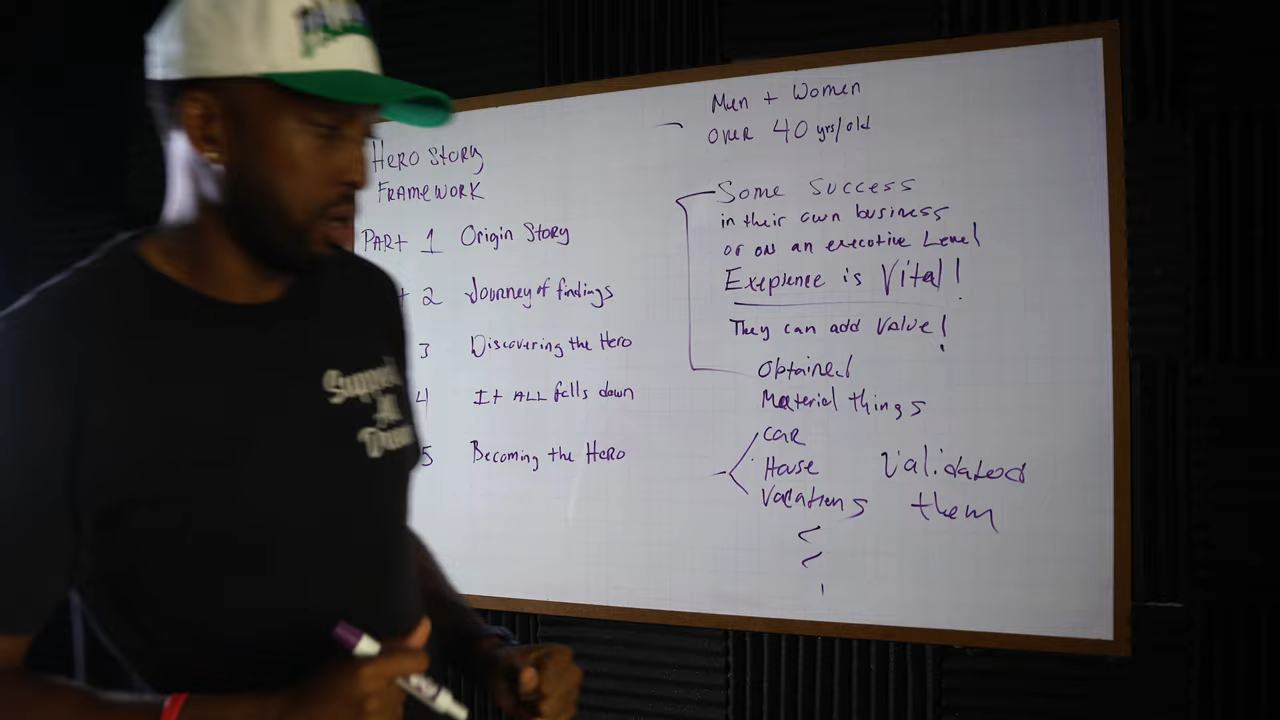 HERO STORY
FRAMEWORK
PART 1 Origin Story
2 Journey of findings
3 Discovering the Hero
4 It ALL falls down
5 Becoming the Hero
Men + Women
over 40 yrs/old
Some Success
in their own business
or on an executive Level
Exeplence is Vital!
They can add Value!
Obtained
Material things
Car
House
Vacations
Validated
them